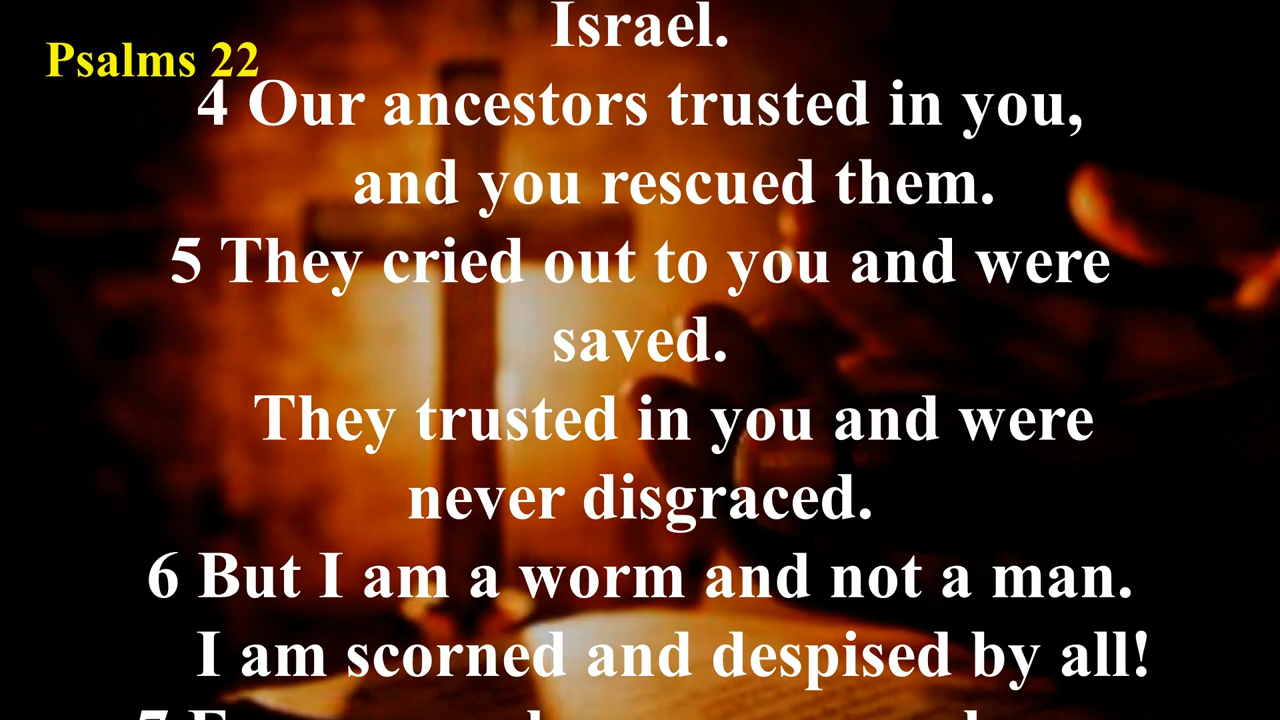 Israel.
Psalms 22
4 Our ancestors trusted in you,
and you rescued them.
5 They cried out to you and were
saved.
They trusted in you and were
never disgraced.
6 But I am a worm and not a man.
I am scorned and despised by all!